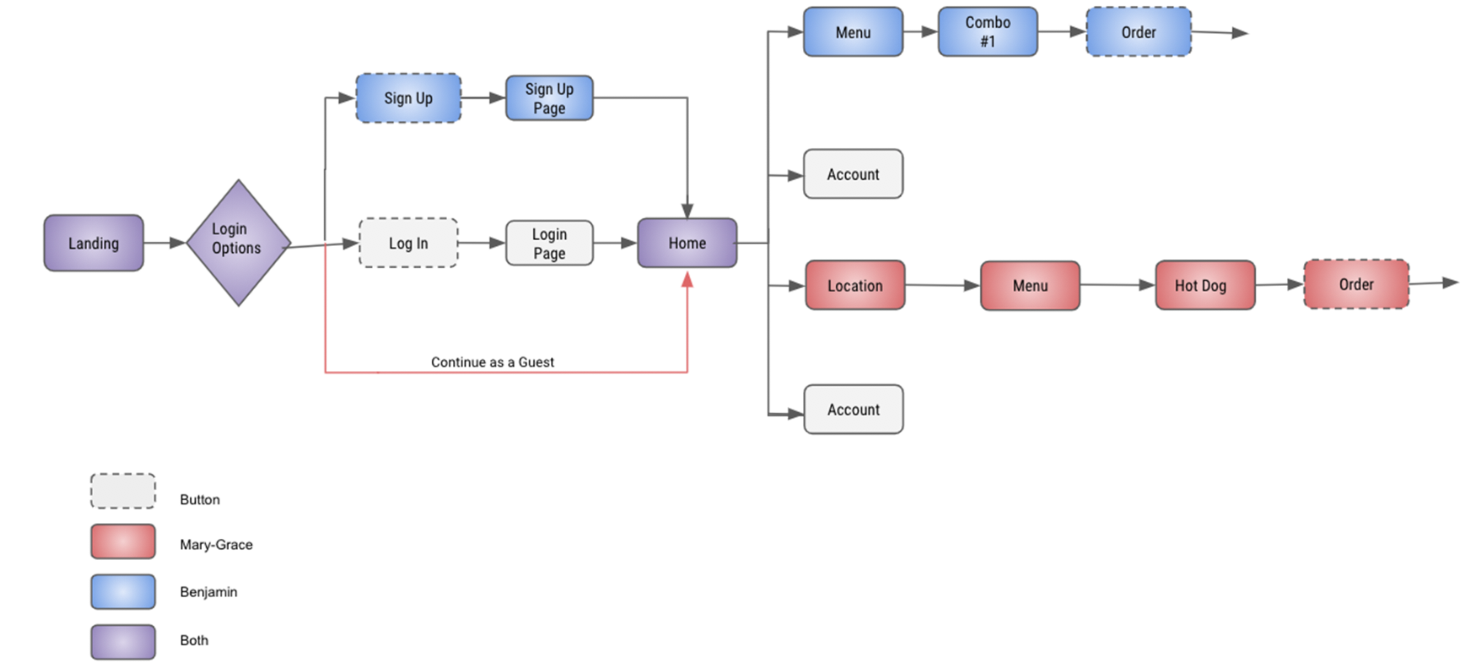 Menu
Combo
#1
Order
Sign Up
Sign Up
Page
Account
Landing
Login
Options
Log In
Login
Page
Home
Location
Menu
Hot Dog
Order
Continue as a Guest
Account
Button
Mary-Grace
Benjamin
Both